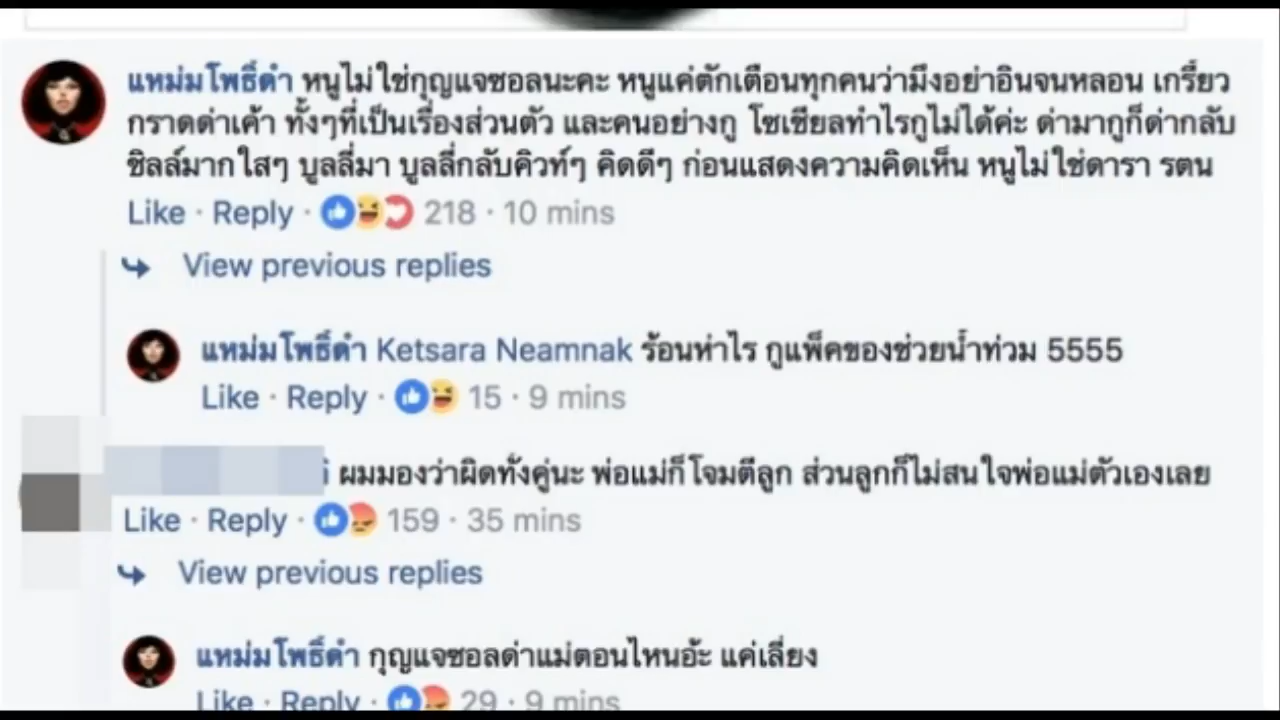 แหม่มโพธิ์ดำ หนูไม่ใช่กุญแจซอลนะคะ หนูแค่ตักเตือนทุกคนว่ามึงอย่าอินจนหลอน เกรี้ยว
กราดด่าเค้า ทั้งๆที่เป็นเรื่องส่วนตัว และคนอย่างกู โซเชียลทำไรกูไม่ได้ค่ะ ด่ามากูก็ด่ากลับ
ชิลล์มากใสๆ บูลลี่มา บูลลี่กลับคิวท์ๆ คิดดีๆ ก่อนแสดงความคิดเห็น หนูไม่ใช่ดารา รตน
Like · Reply · 218 · 10 mins
View previous replies
แหม่มโพธิ์ดำ Ketsara Neamnak ร้อนห่าไร กูแพ็คของช่วยน้ำท่วม 5555
Like · Reply · 15 · 9 mins
ผมมองว่าผิดทั้งคู่นะ พ่อแม่ก็โจมตีลูก ส่วนลูกก็ไม่สนใจพ่อแม่ตัวเองเลย
Like · Reply · 159 · 35 mins
View previous replies
แหม่มโพธิ์ดำ กุญแจซอลด่าแม่ตอนไหนอ้ะ แค่เลี่ยง
Like · Reply · 29 · 9 mins